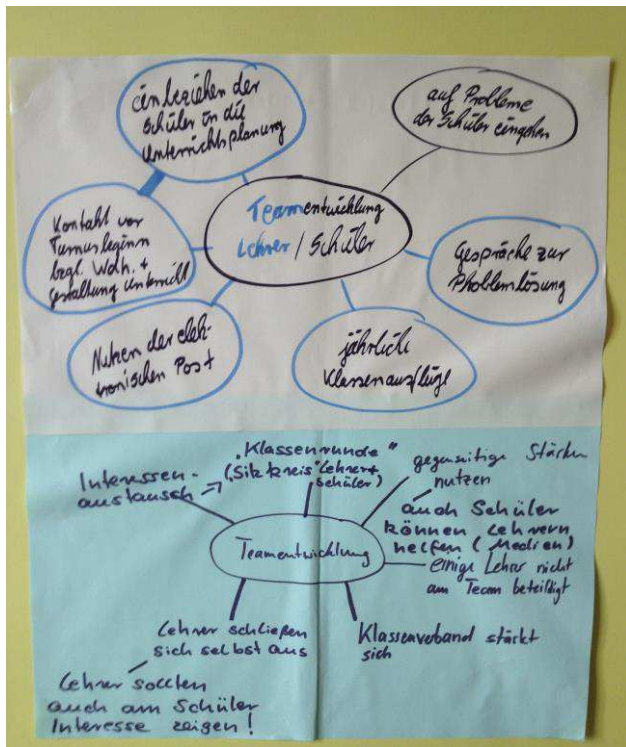 einbeziehen der
Schüler in die
Unterrichtsplanung
auf Probleme
der Schüler eingehen
Teamentwicklung
Lehrer / Schüler
Kontakt vor
Turnusbeginn
bzgl. Wdh. +
Gestaltung Unterricht
Gespräche zur
Problemlösung
Nutzen der elek-
tronischen Post
jährliche
Klassenausflüge
Interessen-
austausch →
"Klassenrunde"
("Sitzkreis" Lehrer+
Schüler)
gegenseitige Stärken
nutzen
auch Schüler
können Lehrern
helfen (Medien)
Teamentwicklung
einige Lehrer nicht
am Team beteiligt
Lehrer schließen
sich selbst aus
Klassenverband stärkt
sich
Lehrer sollten
auch am Schüler
Interesse zeigen!